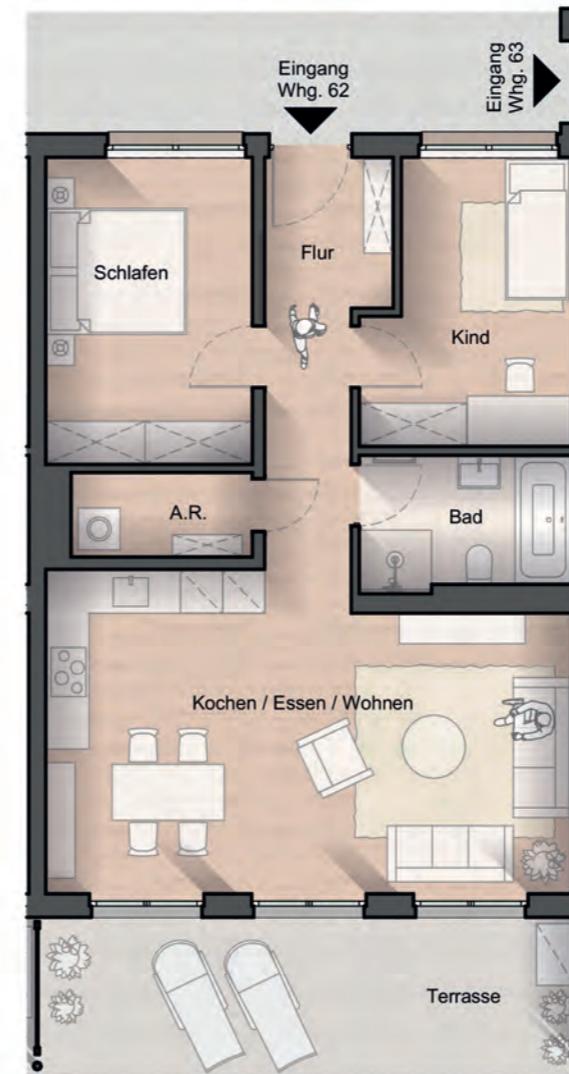 Eingang
Whg. 62
Eingang
Whg. 63
Schlafen
Flur
Kind
A.R.
Bad
Kochen / Essen / Wohnen
Terrasse